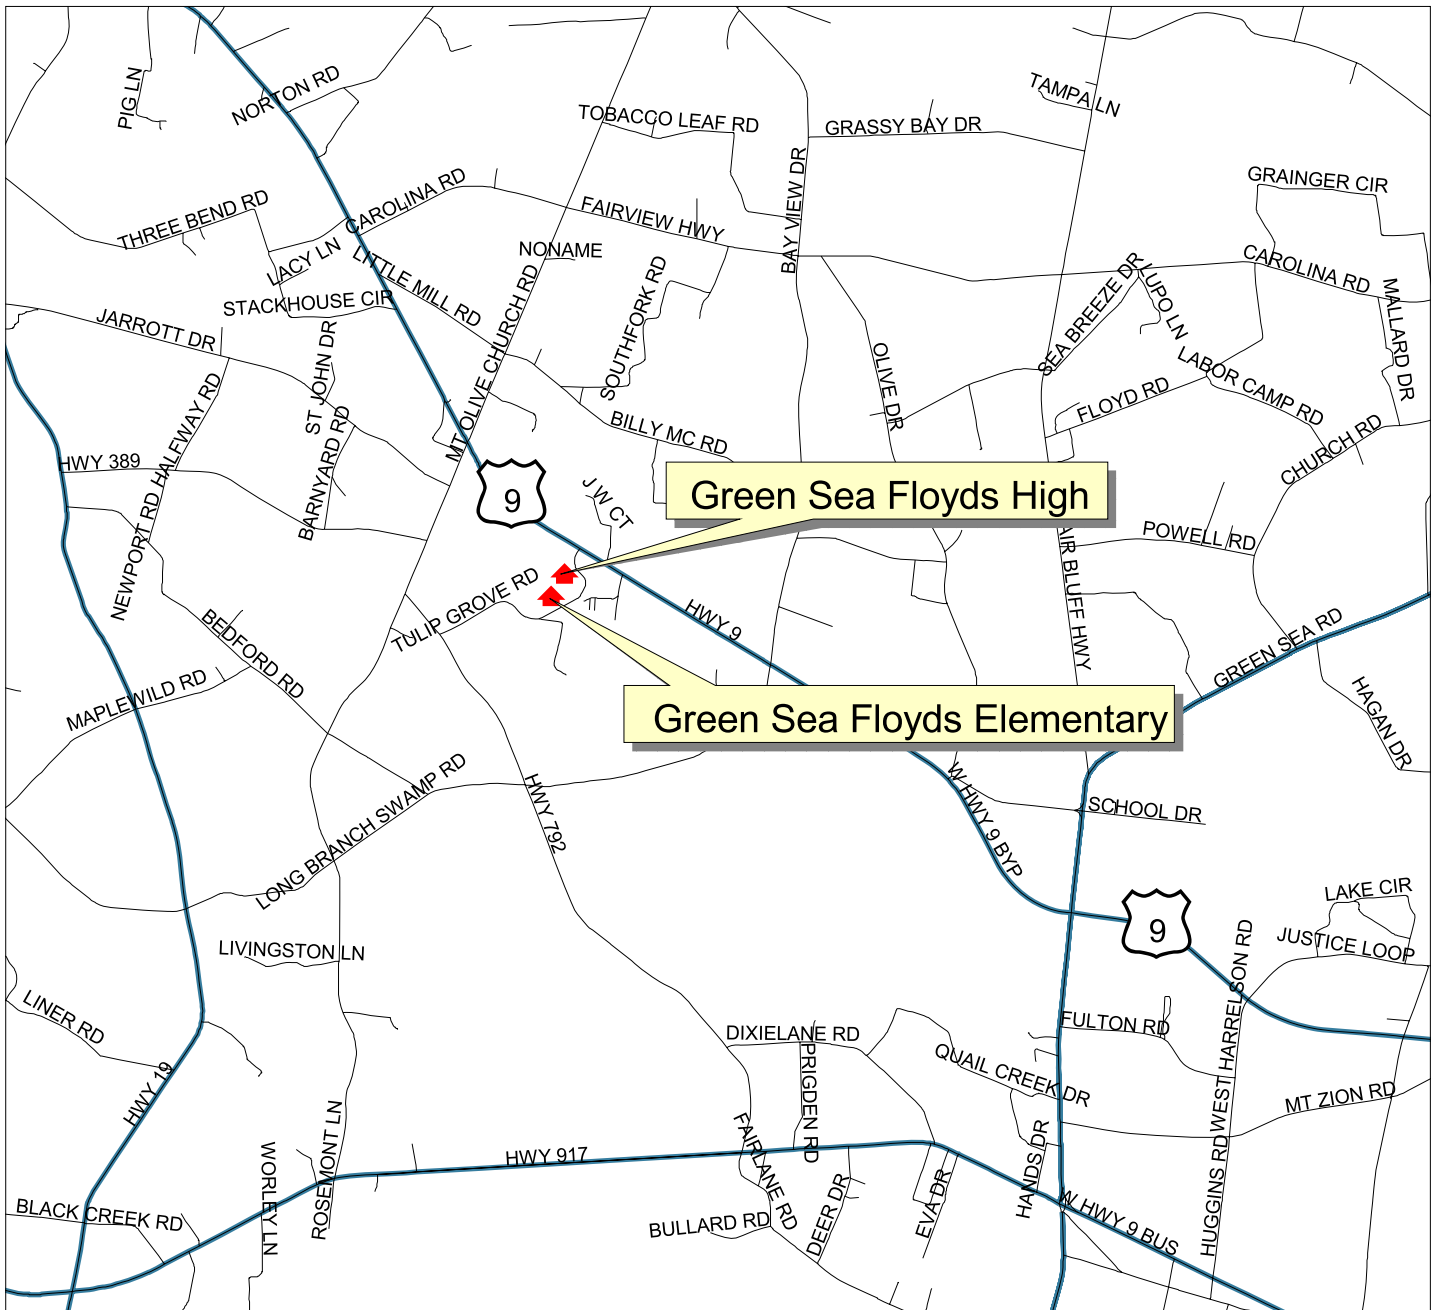 PIG LN
NORTON RD
TOBACCO LEAF RD
GRASSY BAY DR
TAMPA LN
THREE BEND RD
CAROLINA RD
FAIRVIEW HWY
BAY VIEW DR
GRAINGER CIR
LACY LN
LITTLE MILL RD
NONAME
SOUTHFORK RD
SEA BREEZE DR
LUPO LN
CAROLINA RD
MALLARD DR
STACKHOUSE CIR
JARROTT DR
ST JOHN DR
MT OLIVE CHURCH RD
OLIVE DR
LABOR CAMP RD
FLOYD RD
CHURCH RD
NEWPORT RD HALFWAY RD
BARNYARD RD
BILLY MC RD
HWY 389
9
J W CT
Green Sea Floyds High
POWELL RD
AIR BLUFF HWY
TULIP GROVE RD
HWY 9
BEDFORD RD
MAPLEWILD RD
GREEN SEA RD
HAGAN DR
Green Sea Floyds Elementary
LONG BRANCH SWAMP RD
HWY 792
W HWY 9 BYP
SCHOOL DR
LAKE CIR
9
JUSTICE LOOP
LIVINGSTON LN
LINER RD
DIXIELANE RD
PRIGDEN RD
FULTON RD
QUAIL CREEK DR
HUGGINS RD WEST HARRELSON RD
MT ZION RD
HWY 19
ROSEMONT LN
WORLEY LN
HWY 917
FAIRLANE RD
HANDS DR
BLACK CREEK RD
BULLARD RD
DEER DR
EVA DR
W HWY 9 BUS